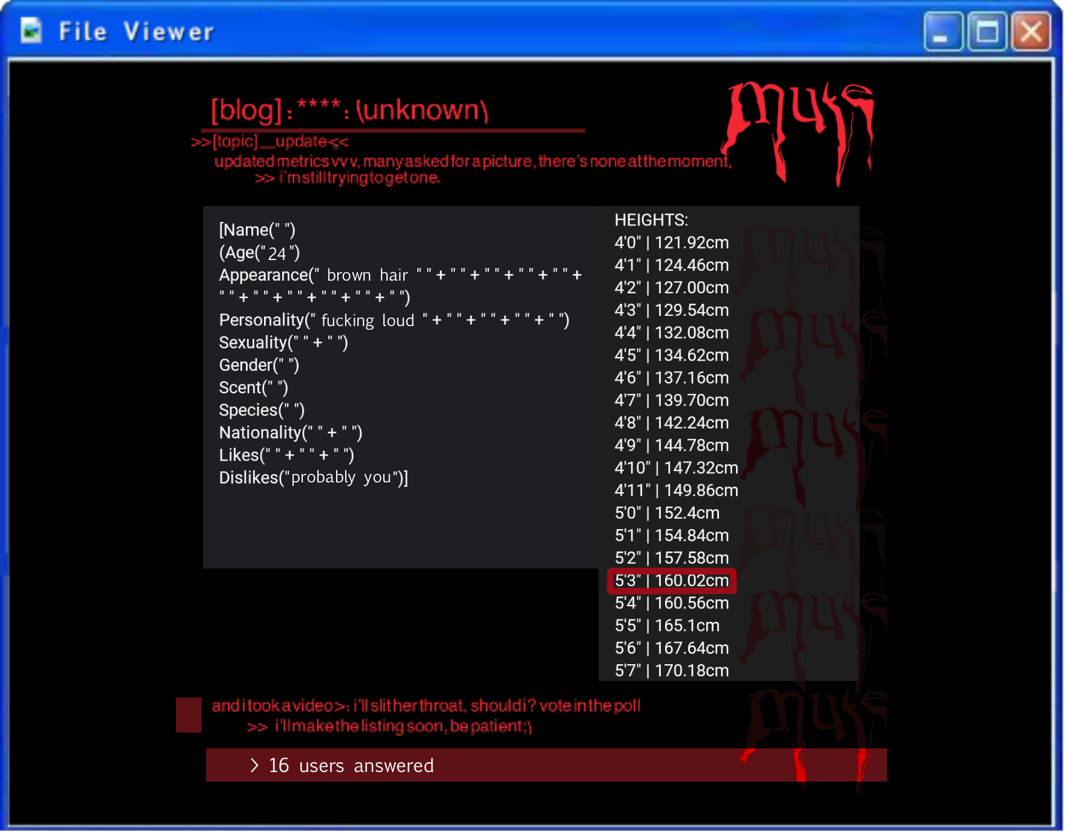 File Viewer
[blog]:****:\unknown\
>>[topic]__update<<
updated metrics vvv, many asked for a picture, there's none at the moment,
>> i'm still trying to get one.
[Name(" ")
(Age("24")
Appearance(" brown hair " " + " " + " " + " " + " " +
" " + " " + " " + " " + " " + " ")
Personality(" fucking loud " + " " + " " + " " + " ")
Sexuality(" " + " ")
Gender(" ")
Scent(" ")
Species(" ")
Nationality(" " + " ")
Likes(" " + " " + " ")
Dislikes("probably you")]
HEIGHTS:
4'0" | 121.92cm
4'1" | 124.46cm
4'2" | 127.00cm
4'3" | 129.54cm
4'4" | 132.08cm
4'5" | 134.62cm
4'6" | 137.16cm
4'7" | 139.70cm
4'8" | 142.24cm
4'9" | 144.78cm
4'10" | 147.32cm
4'11" | 149.86cm
5'0" | 152.4cm
5'1" | 154.84cm
5'2" | 157.58cm
5'3" | 160.02cm
5'4" | 160.56cm
5'5" | 165.1cm
5'6" | 167.64cm
5'7" | 170.18cm
and i took a video>: i'll slit her throat, should i? vote in the poll
>> i'll make the listing soon, be patient;\
> 16 users answered